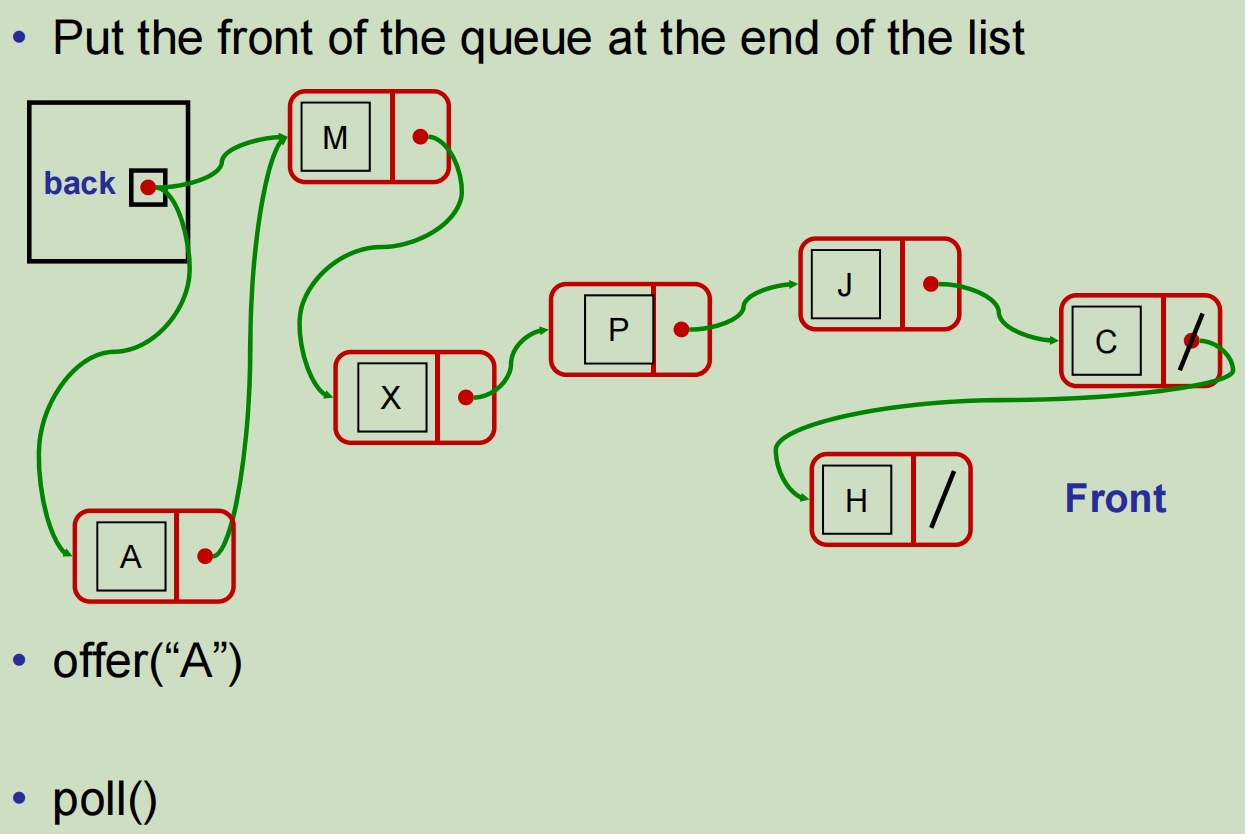 • Put the front of the queue at the end of the list
M
back
J
P
C
X
H
Front
A
• offer(“A”)
• poll()